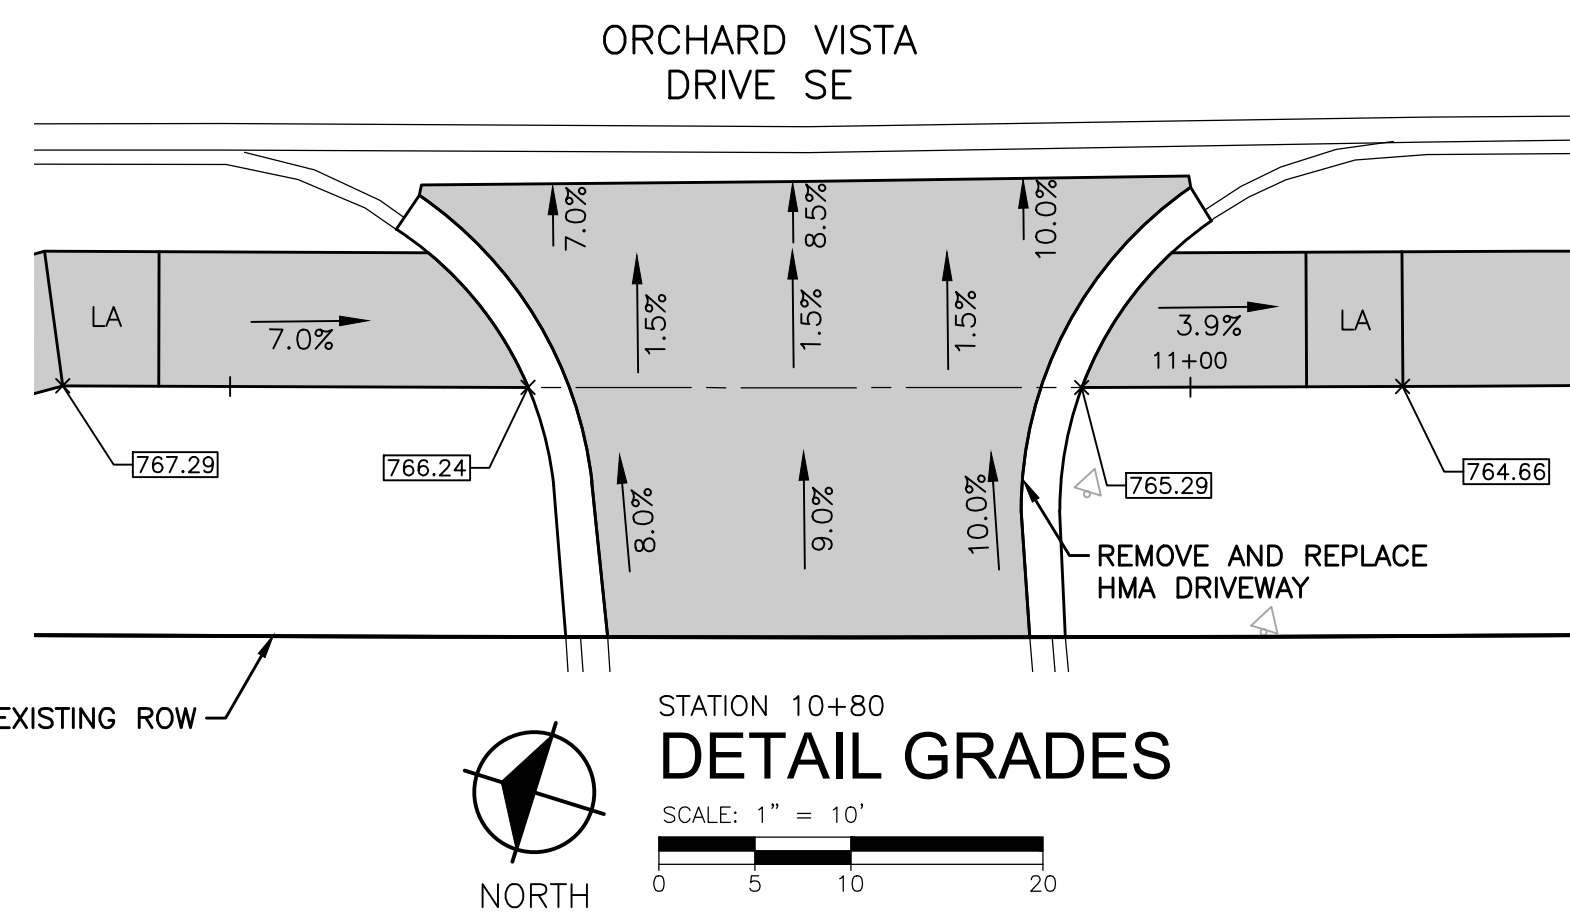 ORCHARD VISTA
DRIVE SE
7.0%
8.5%
10.0%
1.5%
1.5%
1.5%
LA
7.0%
3.9%
11+00
LA
767.29
766.24
765.29
764.66
8.0%
9.0%
10.0%
REMOVE AND REPLACE
HMA DRIVEWAY
EXISTING ROW
STATION 10+80
DETAIL GRADES
SCALE: 1" = 10'
0 5 10 20
NORTH